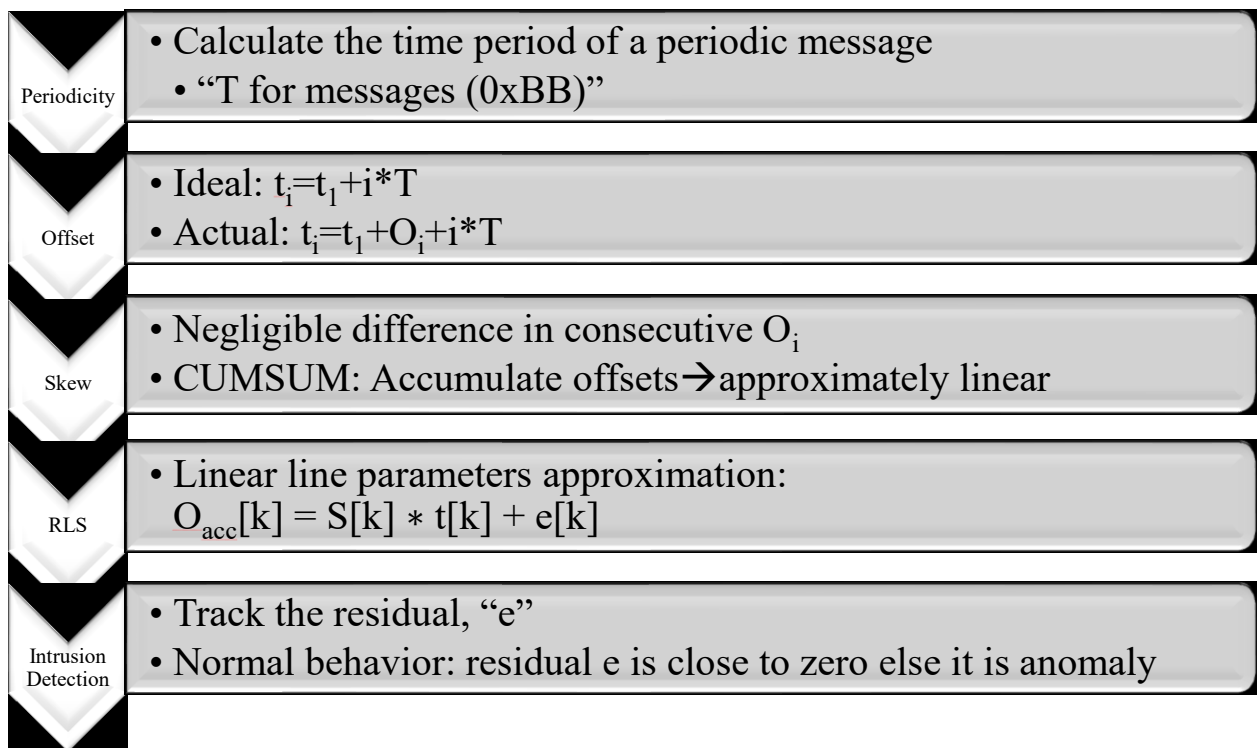 Periodicity
• Calculate the time period of a periodic message
• “T for messages (0xBB)”
Offset
• Ideal: tᵢ=t₁+i*T
• Actual: tᵢ=t₁+Oᵢ+i*T
Skew
• Negligible difference in consecutive Oᵢ
• CUMSUM: Accumulate offsets→approximately linear
RLS
• Linear line parameters approximation:
O_acc[k] = S[k] ∗ t[k] + e[k]
Intrusion
Detection
• Track the residual, “e”
• Normal behavior: residual e is close to zero else it is anomaly